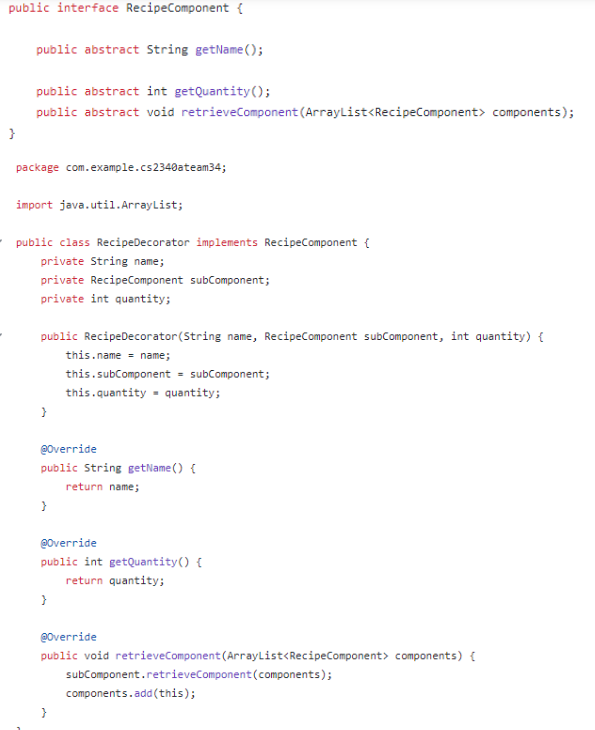 public interface RecipeComponent {
public abstract String getName();
public abstract int getQuantity();
public abstract void retrieveComponent(ArrayList<RecipeComponent> components);
}
package com.example.cs2340ateam34;
import java.util.ArrayList;
public class RecipeDecorator implements RecipeComponent {
private String name;
private RecipeComponent subComponent;
private int quantity;
public RecipeDecorator(String name, RecipeComponent subComponent, int quantity) {
this.name = name;
this.subComponent = subComponent;
this.quantity = quantity;
}
@Override
public String getName() {
return name;
}
@Override
public int getQuantity() {
return quantity;
}
@Override
public void retrieveComponent(ArrayList<RecipeComponent> components) {
subComponent.retrieveComponent(components);
components.add(this);
}